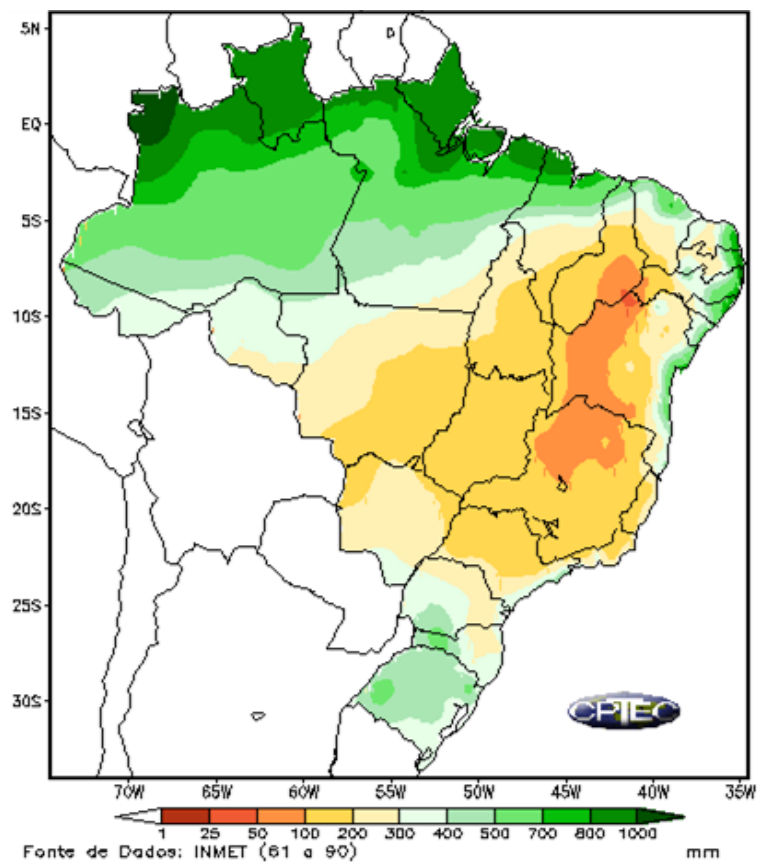 5N
EQ
5S
10S
15S
20S
25S
30S
CPTEC
70W 65W 60W 55W 50W 45W 40W 35W
1 25 50 100 200 300 400 500 700 800 1000
Fonte de Dados: INMET (61 a 90) mm